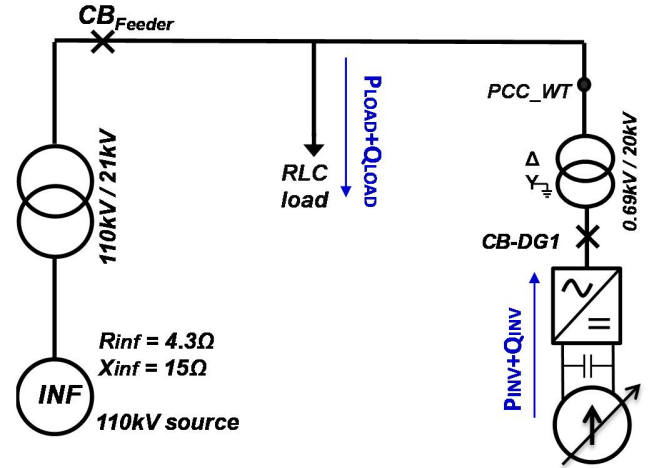 CBFeeder
PCC_WT
PLOAD+QLOAD
RLC
load
110kV / 21kV
Δ
Y
0.69kV / 20kV
CB-DG1
PINV+QINV
Rinf = 4.3Ω
Xinf = 15Ω
INF
110kV source